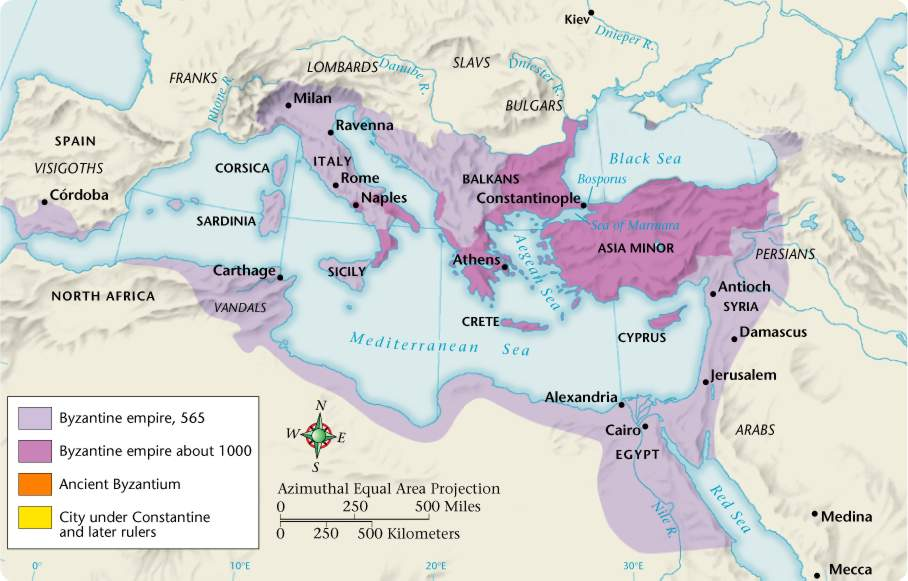 Kiev
Dnieper R.
SLAVS
LOMBARDS
Danube R.
Dniester R.
FRANKS
Rhone R.
BULGARS
Milan
Ravenna
SPAIN
VISIGOTHS
Córdoba
CORSICA
ITALY
Rome
Naples
SARDINIA
BALKANS
Constantinople
Black Sea
Bosporus
Sea of Marmara
ASIA MINOR
Aegean Sea
Athens
PERSIANS
Carthage
SICILY
NORTH AFRICA
VANDALS
Antioch
SYRIA
CRETE
CYPRUS
Damascus
Mediterranean Sea
Jerusalem
Alexandria
Cairo
EGYPT
ARABS
Nile R.
Red Sea
Medina
Mecca
Byzantine empire, 565
Byzantine empire about 1000
Ancient Byzantium
City under Constantine
and later rulers
N
W
E
S
Azimuthal Equal Area Projection
0 250 500 Miles
0 250 500 Kilometers
0° 10°E 20°E 30°E